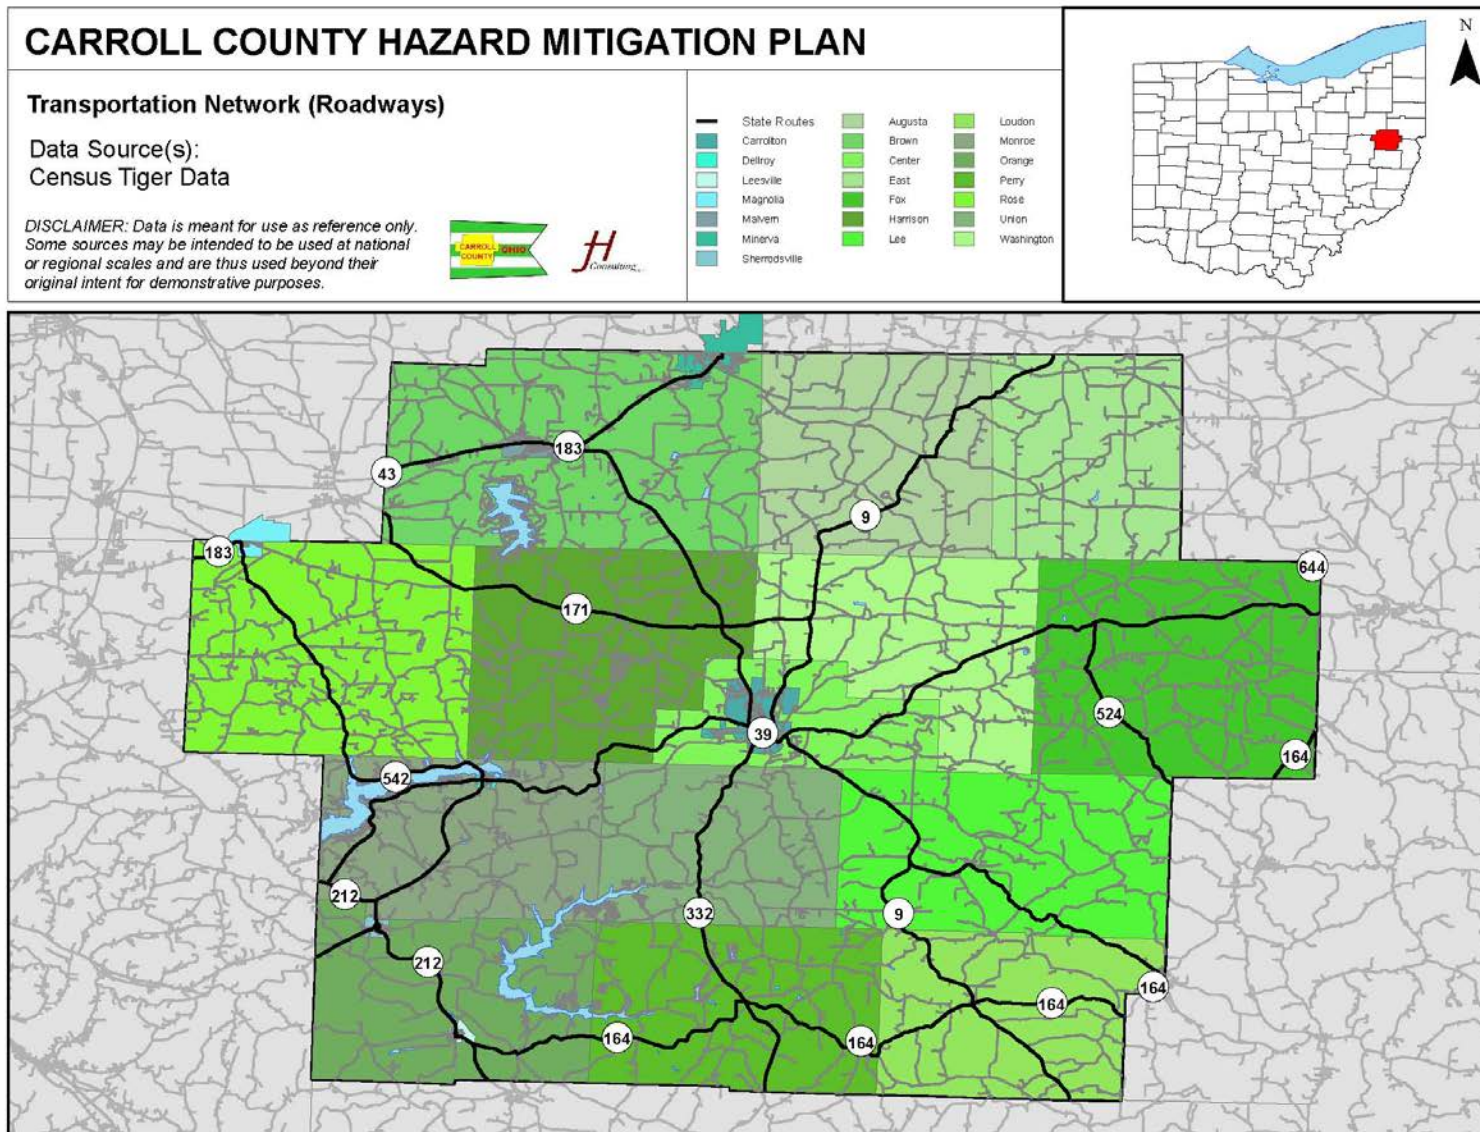 CARROLL COUNTY HAZARD MITIGATION PLAN
Transportation Network (Roadways)
Data Source(s):
Census Tiger Data
DISCLAIMER: Data is meant for use as reference only.
Some sources may be intended to be used at national
or regional scales and are thus used beyond their
original intent for demonstrative purposes.
CARROLL
COUNTY
OHIO
JH
Consulting
State Routes
Carrolton
Dellroy
Leesville
Magnolia
Malvern
Minerva
Sherrodsville
Augusta
Brown
Center
East
Fox
Harrison
Lee
Loudon
Monroe
Orange
Perry
Rose
Union
Washington
N
183
43
9
183
644
171
524
39
164
542
212
332
9
212
164
164
164
164